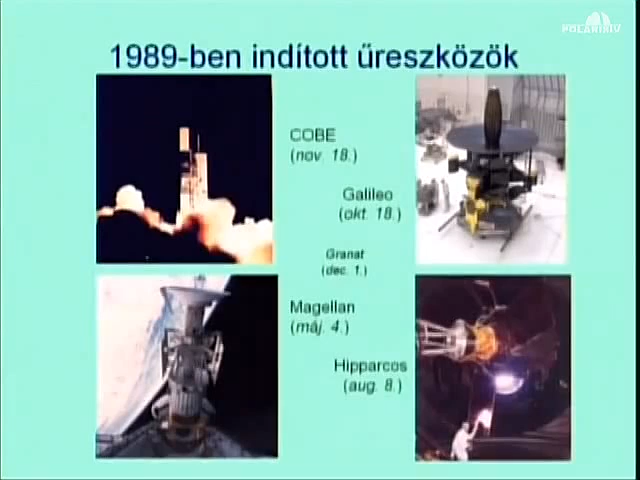 POLARISTV
1989-ben indított űreszközök
COBE
(nov. 18.)
Galileo
(okt. 18.)
Granat
(dec. 1.)
Magellan
(máj. 4.)
Hipparcos
(aug. 8.)